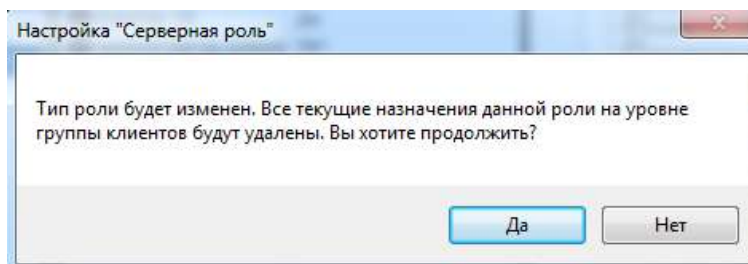 Настройка "Серверная роль"
Тип роли будет изменен. Все текущие назначения данной роли на уровне
группы клиентов будут удалены. Вы хотите продолжить?
Да
Нет